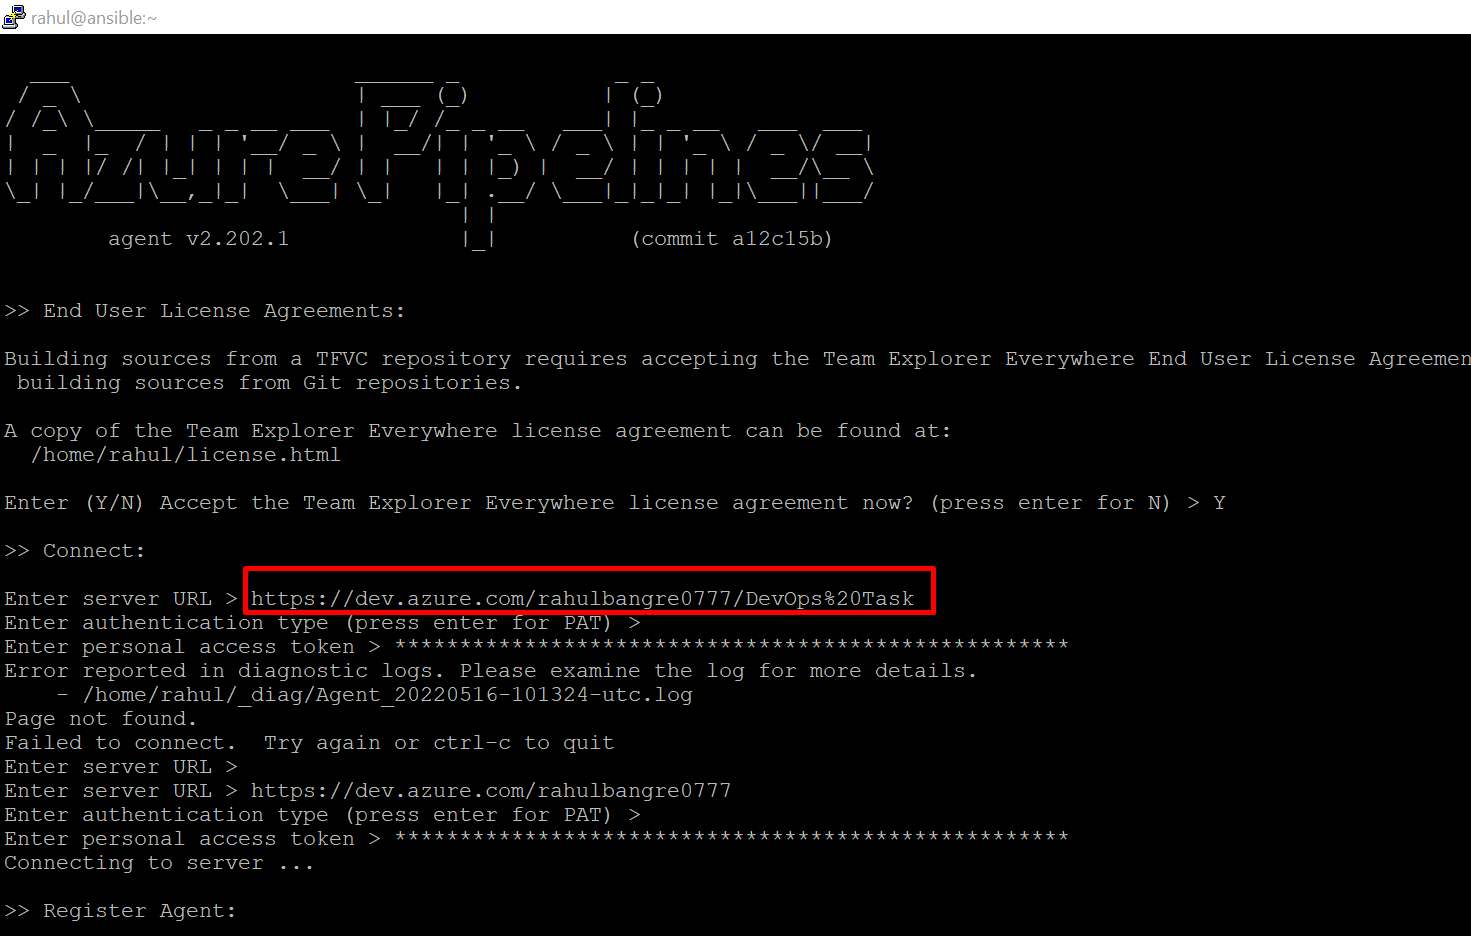 rahul@ansible:~
AzurePipelines
agent v2.202.1 (commit a12c15b)
>> End User License Agreements:
Building sources from a TFVC repository requires accepting the Team Explorer Everywhere End User License Agreemen
building sources from Git repositories.
A copy of the Team Explorer Everywhere license agreement can be found at:
/home/rahul/license.html
Enter (Y/N) Accept the Team Explorer Everywhere license agreement now? (press enter for N) > Y
>> Connect:
Enter server URL > https://dev.azure.com/rahulbangre0777/DevOps%20Task
Enter authentication type (press enter for PAT) >
Enter personal access token > ****************************************************
Error reported in diagnostic logs. Please examine the log for more details.
- /home/rahul/_diag/Agent_20220516-101324-utc.log
Page not found.
Failed to connect.  Try again or ctrl-c to quit
Enter server URL >
Enter server URL > https://dev.azure.com/rahulbangre0777
Enter authentication type (press enter for PAT) >
Enter personal access token > ****************************************************
Connecting to server ...
>> Register Agent: